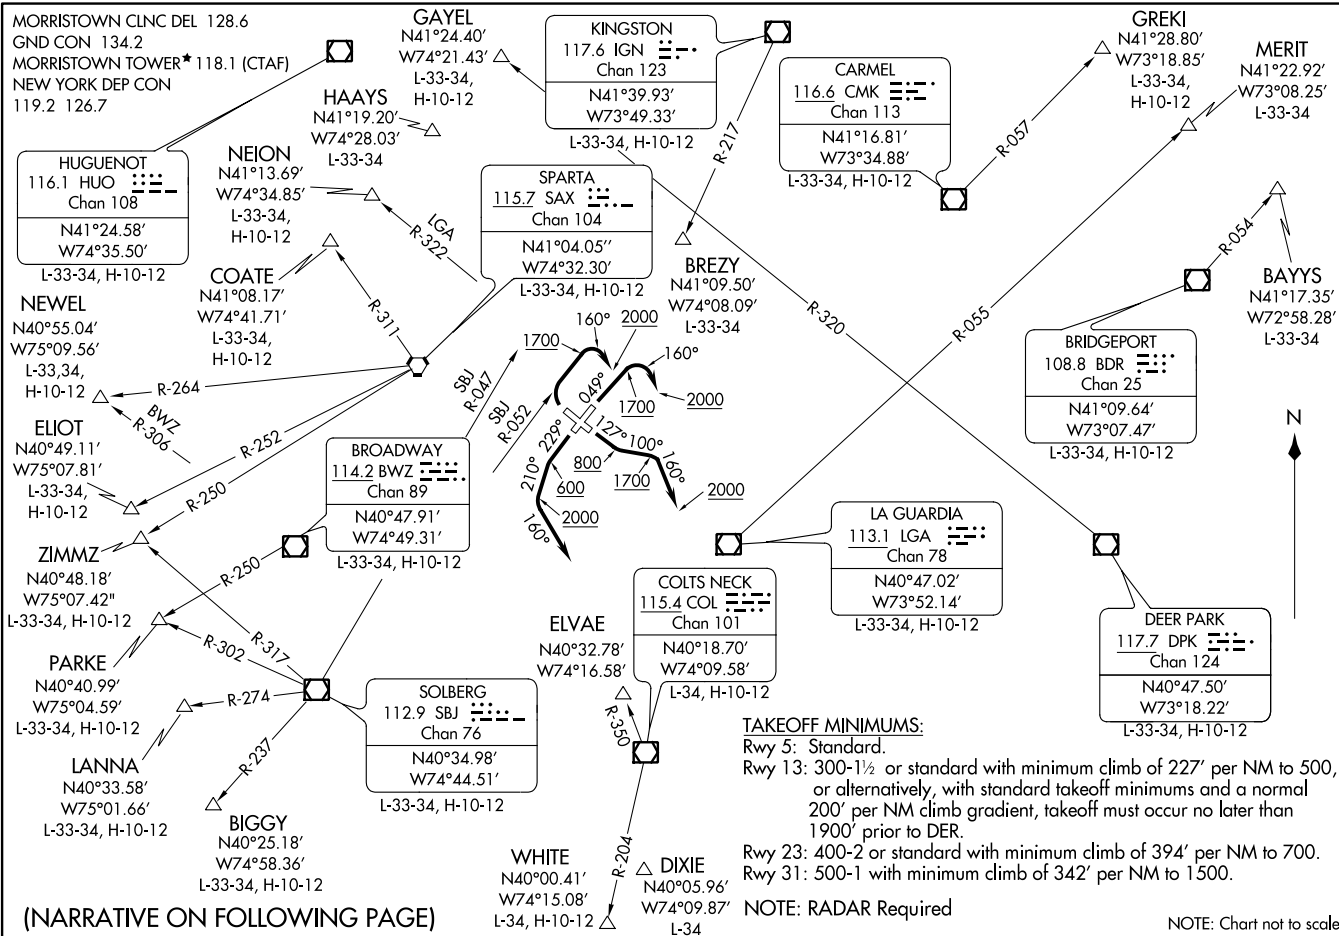 MORRISTOWN CLNC DEL 128.6
GND CON 134.2
MORRISTOWN TOWER★ 118.1 (CTAF)
NEW YORK DEP CON
119.2 126.7
GAYEL
N41°24.40'
W74°21.43'
L-33-34,
H-10-12
KINGSTON
117.6 IGN
Chan 123
N41°39.93'
W73°49.33'
L-33-34, H-10-12
R-217
CARMEL
116.6 CMK
Chan 113
N41°16.81'
W73°34.88'
L-33-34, H-10-12
R-057
GREKI
N41°28.80'
W73°18.85'
L-33-34,
H-10-12
MERIT
N41°22.92'
W73°08.25'
L-33-34
HAAYS
N41°19.20'
W74°28.03'
L-33-34
HUGUENOT
116.1 HUO
Chan 108
N41°24.58'
W74°35.50'
L-33-34, H-10-12
NEION
N41°13.69'
W74°34.85'
L-33-34,
H-10-12
LGA
R-322
SPARTA
115.7 SAX
Chan 104
N41°04.05''
W74°32.30'
L-33-34, H-10-12
BREZY
N41°09.50'
W74°08.09'
L-33-34
R-320
R-055
R-054
BAYYS
N41°17.35'
W72°58.28'
L-33-34
COATE
N41°08.17'
W74°41.71'
L-33-34,
H-10-12
R-311
NEWEL
N40°55.04'
W75°09.56'
L-33,34,
H-10-12
R-264
BWZ
R-306
BRIDGEPORT
108.8 BDR
Chan 25
N41°09.64'
W73°07.47'
L-33-34, H-10-12
N
SBJ
R-047
SBJ
R-052
1700
160°
2000
049°
160°
1700
2000
229°
127°
100°
800
160°
1700
2000
210°
600
2000
160°
ELIOT
N40°49.11'
W75°07.81'
L-33-34,
H-10-12
R-252
R-250
BROADWAY
114.2 BWZ
Chan 89
N40°47.91'
W74°49.31'
L-33-34, H-10-12
ZIMMZ
N40°48.18'
W75°07.42"
L-33-34, H-10-12
R-250
R-317
R-302
PARKE
N40°40.99'
W75°04.59'
L-33-34, H-10-12
R-274
LANNA
N40°33.58'
W75°01.66'
L-33-34, H-10-12
R-237
BIGGY
N40°25.18'
W74°58.36'
L-33-34, H-10-12
SOLBERG
112.9 SBJ
Chan 76
N40°34.98'
W74°44.51'
L-33-34, H-10-12
ELVAE
N40°32.78'
W74°16.58'
R-350
COLTS NECK
115.4 COL
Chan 101
N40°18.70'
W74°09.58'
L-34, H-10-12
LA GUARDIA
113.1 LGA
Chan 78
N40°47.02'
W73°52.14'
L-33-34, H-10-12
DEER PARK
117.7 DPK
Chan 124
N40°47.50'
W73°18.22'
L-33-34, H-10-12
R-204
WHITE
N40°00.41'
W74°15.08'
L-34, H-10-12
DIXIE
N40°05.96'
W74°09.87'
L-34
TAKEOFF MINIMUMS:
Rwy 5: Standard.
Rwy 13: 300-1½ or standard with minimum climb of 227' per NM to 500,
or alternatively, with standard takeoff minimums and a normal
200' per NM climb gradient, takeoff must occur no later than
1900' prior to DER.
Rwy 23: 400-2 or standard with minimum climb of 394' per NM to 700.
Rwy 31: 500-1 with minimum climb of 342' per NM to 1500.
NOTE: RADAR Required
NOTE: Chart not to scale
(NARRATIVE ON FOLLOWING PAGE)